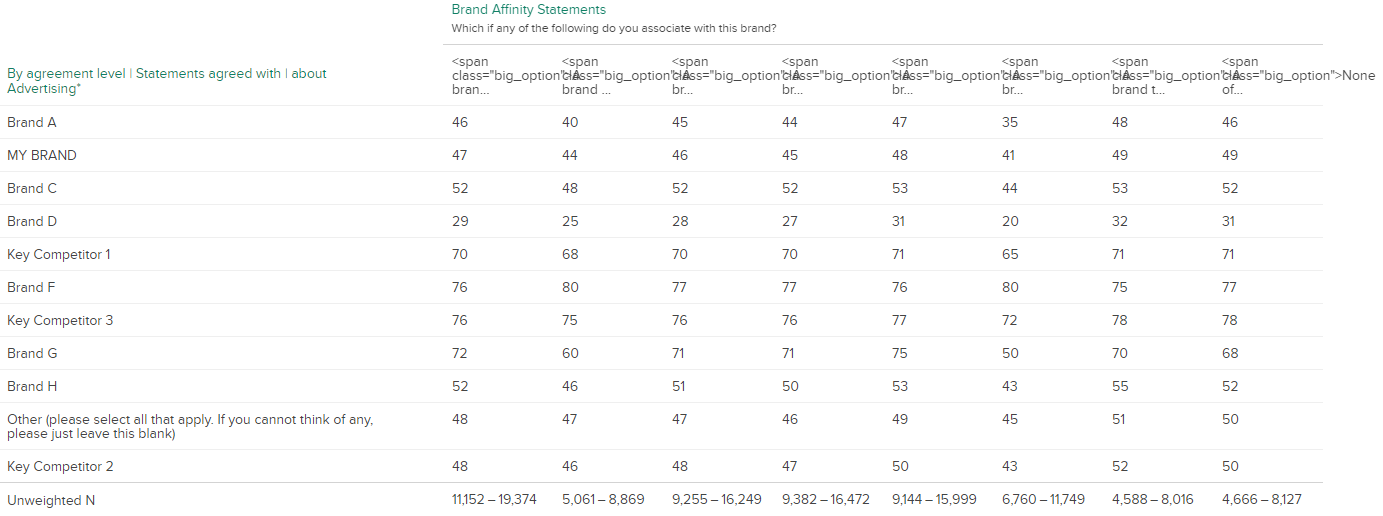 Brand Affinity Statements
Which if any of the following do you associate with this brand?
By agreement level | Statements agreed with | about
Advertising*
<span <span <span <span <span <span <span <span
class="big_option">A class="big_option">A class="big_option">A class="big_option">A class="big_option">A class="big_option">A class="big_option">A class="big_option">None
bran... brand ... br... br... br... br... brand t... of...
Brand A 46 40 45 44 47 35 48 46
MY BRAND 47 44 46 45 48 41 49 49
Brand C 52 48 52 52 53 44 53 52
Brand D 29 25 28 27 31 20 32 31
Key Competitor 1 70 68 70 70 71 65 71 71
Brand F 76 80 77 77 76 80 75 77
Key Competitor 3 76 75 76 76 77 72 78 78
Brand G 72 60 71 71 75 50 70 68
Brand H 52 46 51 50 53 43 55 52
Other (please select all that apply. If you cannot think of any,
please just leave this blank) 48 47 47 46 49 45 51 50
Key Competitor 2 48 46 48 47 50 43 52 50
Unweighted N 11,152 – 19,374 5,061 – 8,869 9,255 – 16,249 9,382 – 16,472 9,144 – 15,999 6,760 – 11,749 4,588 – 8,016 4,666 – 8,127